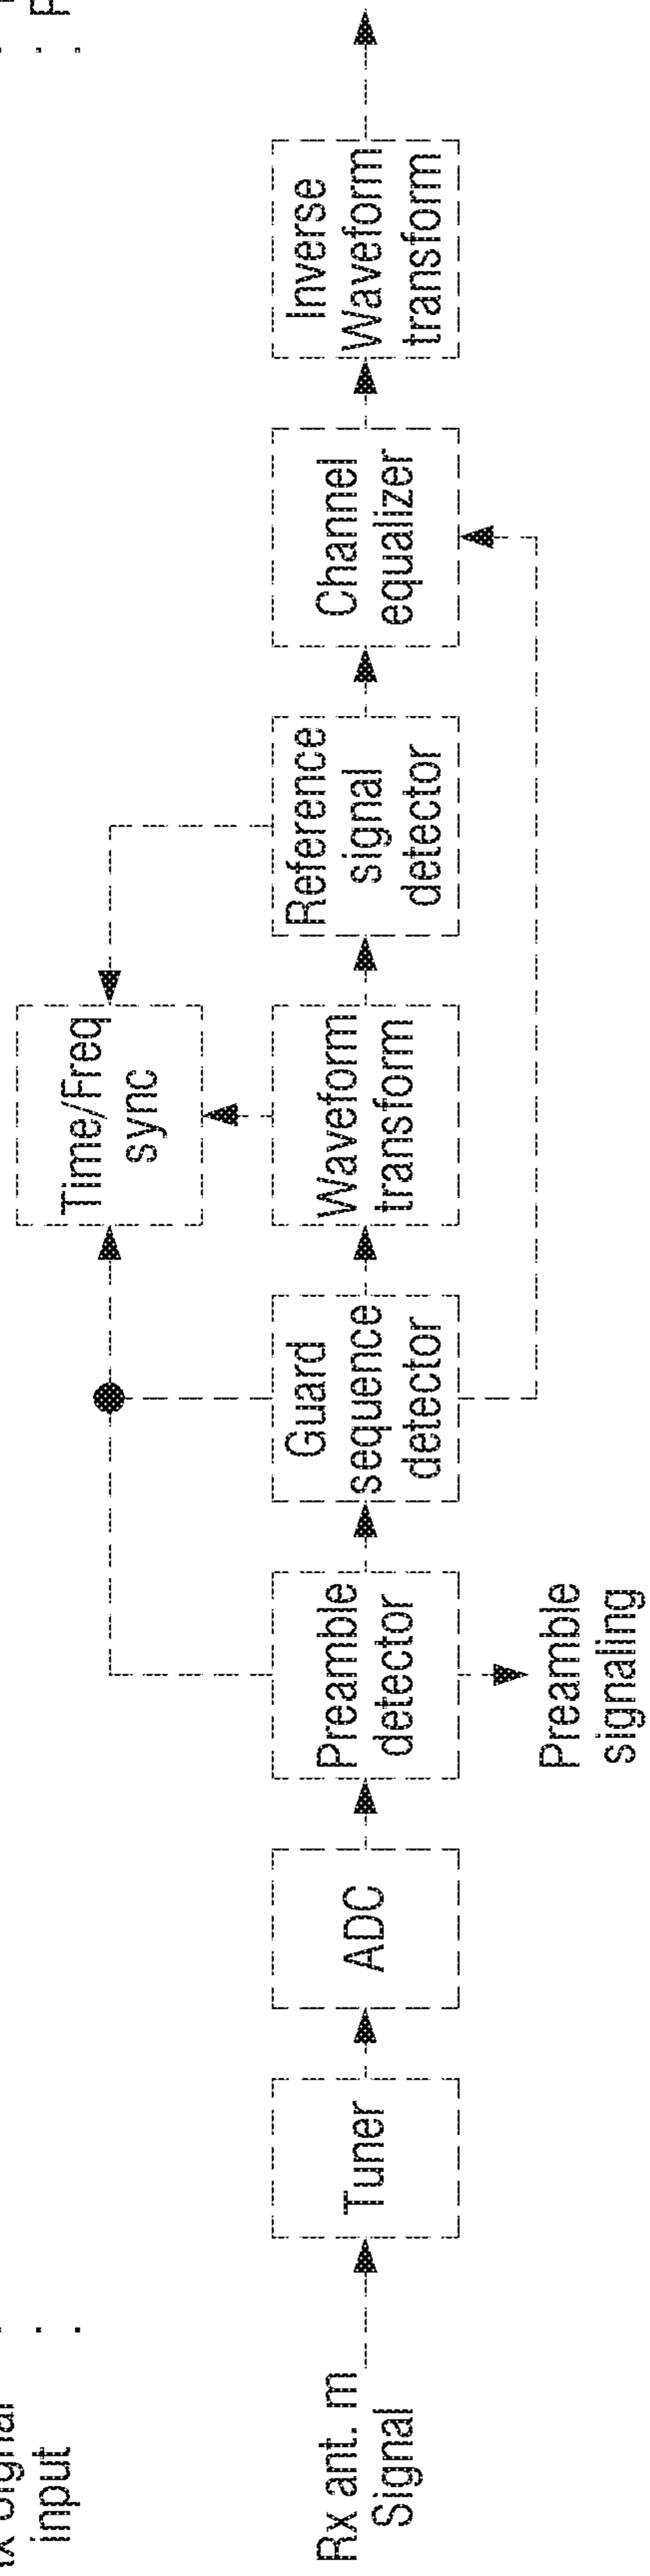 input
Rx ant. m
Signal
Tuner
ADC
Preamble
detector
Preamble
signaling
Guard
sequence
detector
Time/Freq
sync
Waveform
transform
Reference
signal
detector
Channel
equalizer
Inverse
Waveform
transform